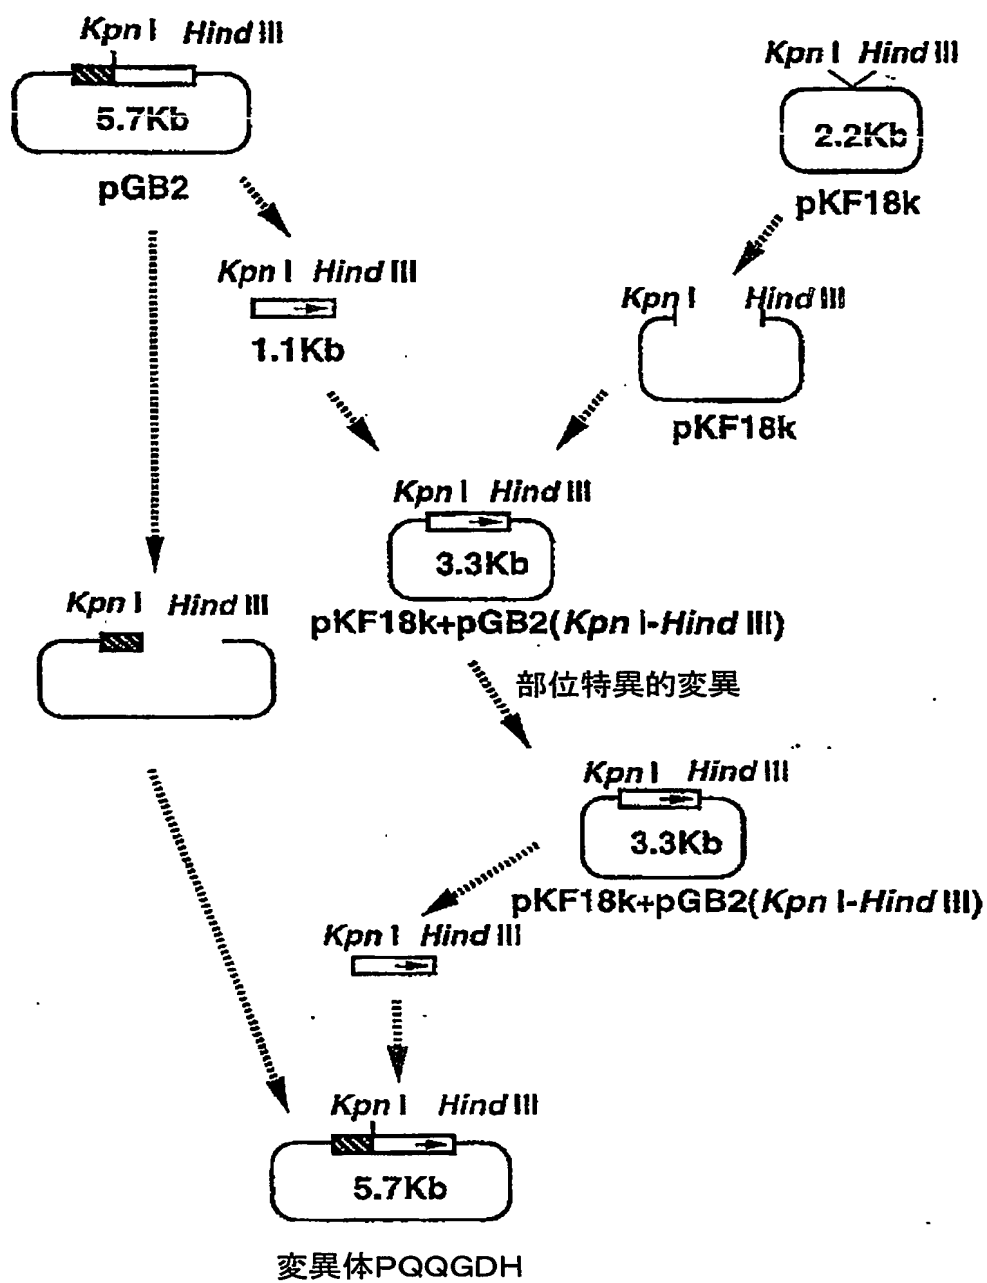 Kpn I Hind III
5.7Kb
pGB2
Kpn I Hind III
2.2Kb
pKF18k
Kpn I Hind III
1.1Kb
Kpn I Hind III
pKF18k
Kpn I Hind III
3.3Kb
pKF18k+pGB2(Kpn I-Hind III)
Kpn I Hind III
部位特異的変異
Kpn I Hind III
3.3Kb
pKF18k+pGB2(Kpn I-Hind III)
Kpn I Hind III
Kpn I Hind III
5.7Kb
変異体PQQGDH